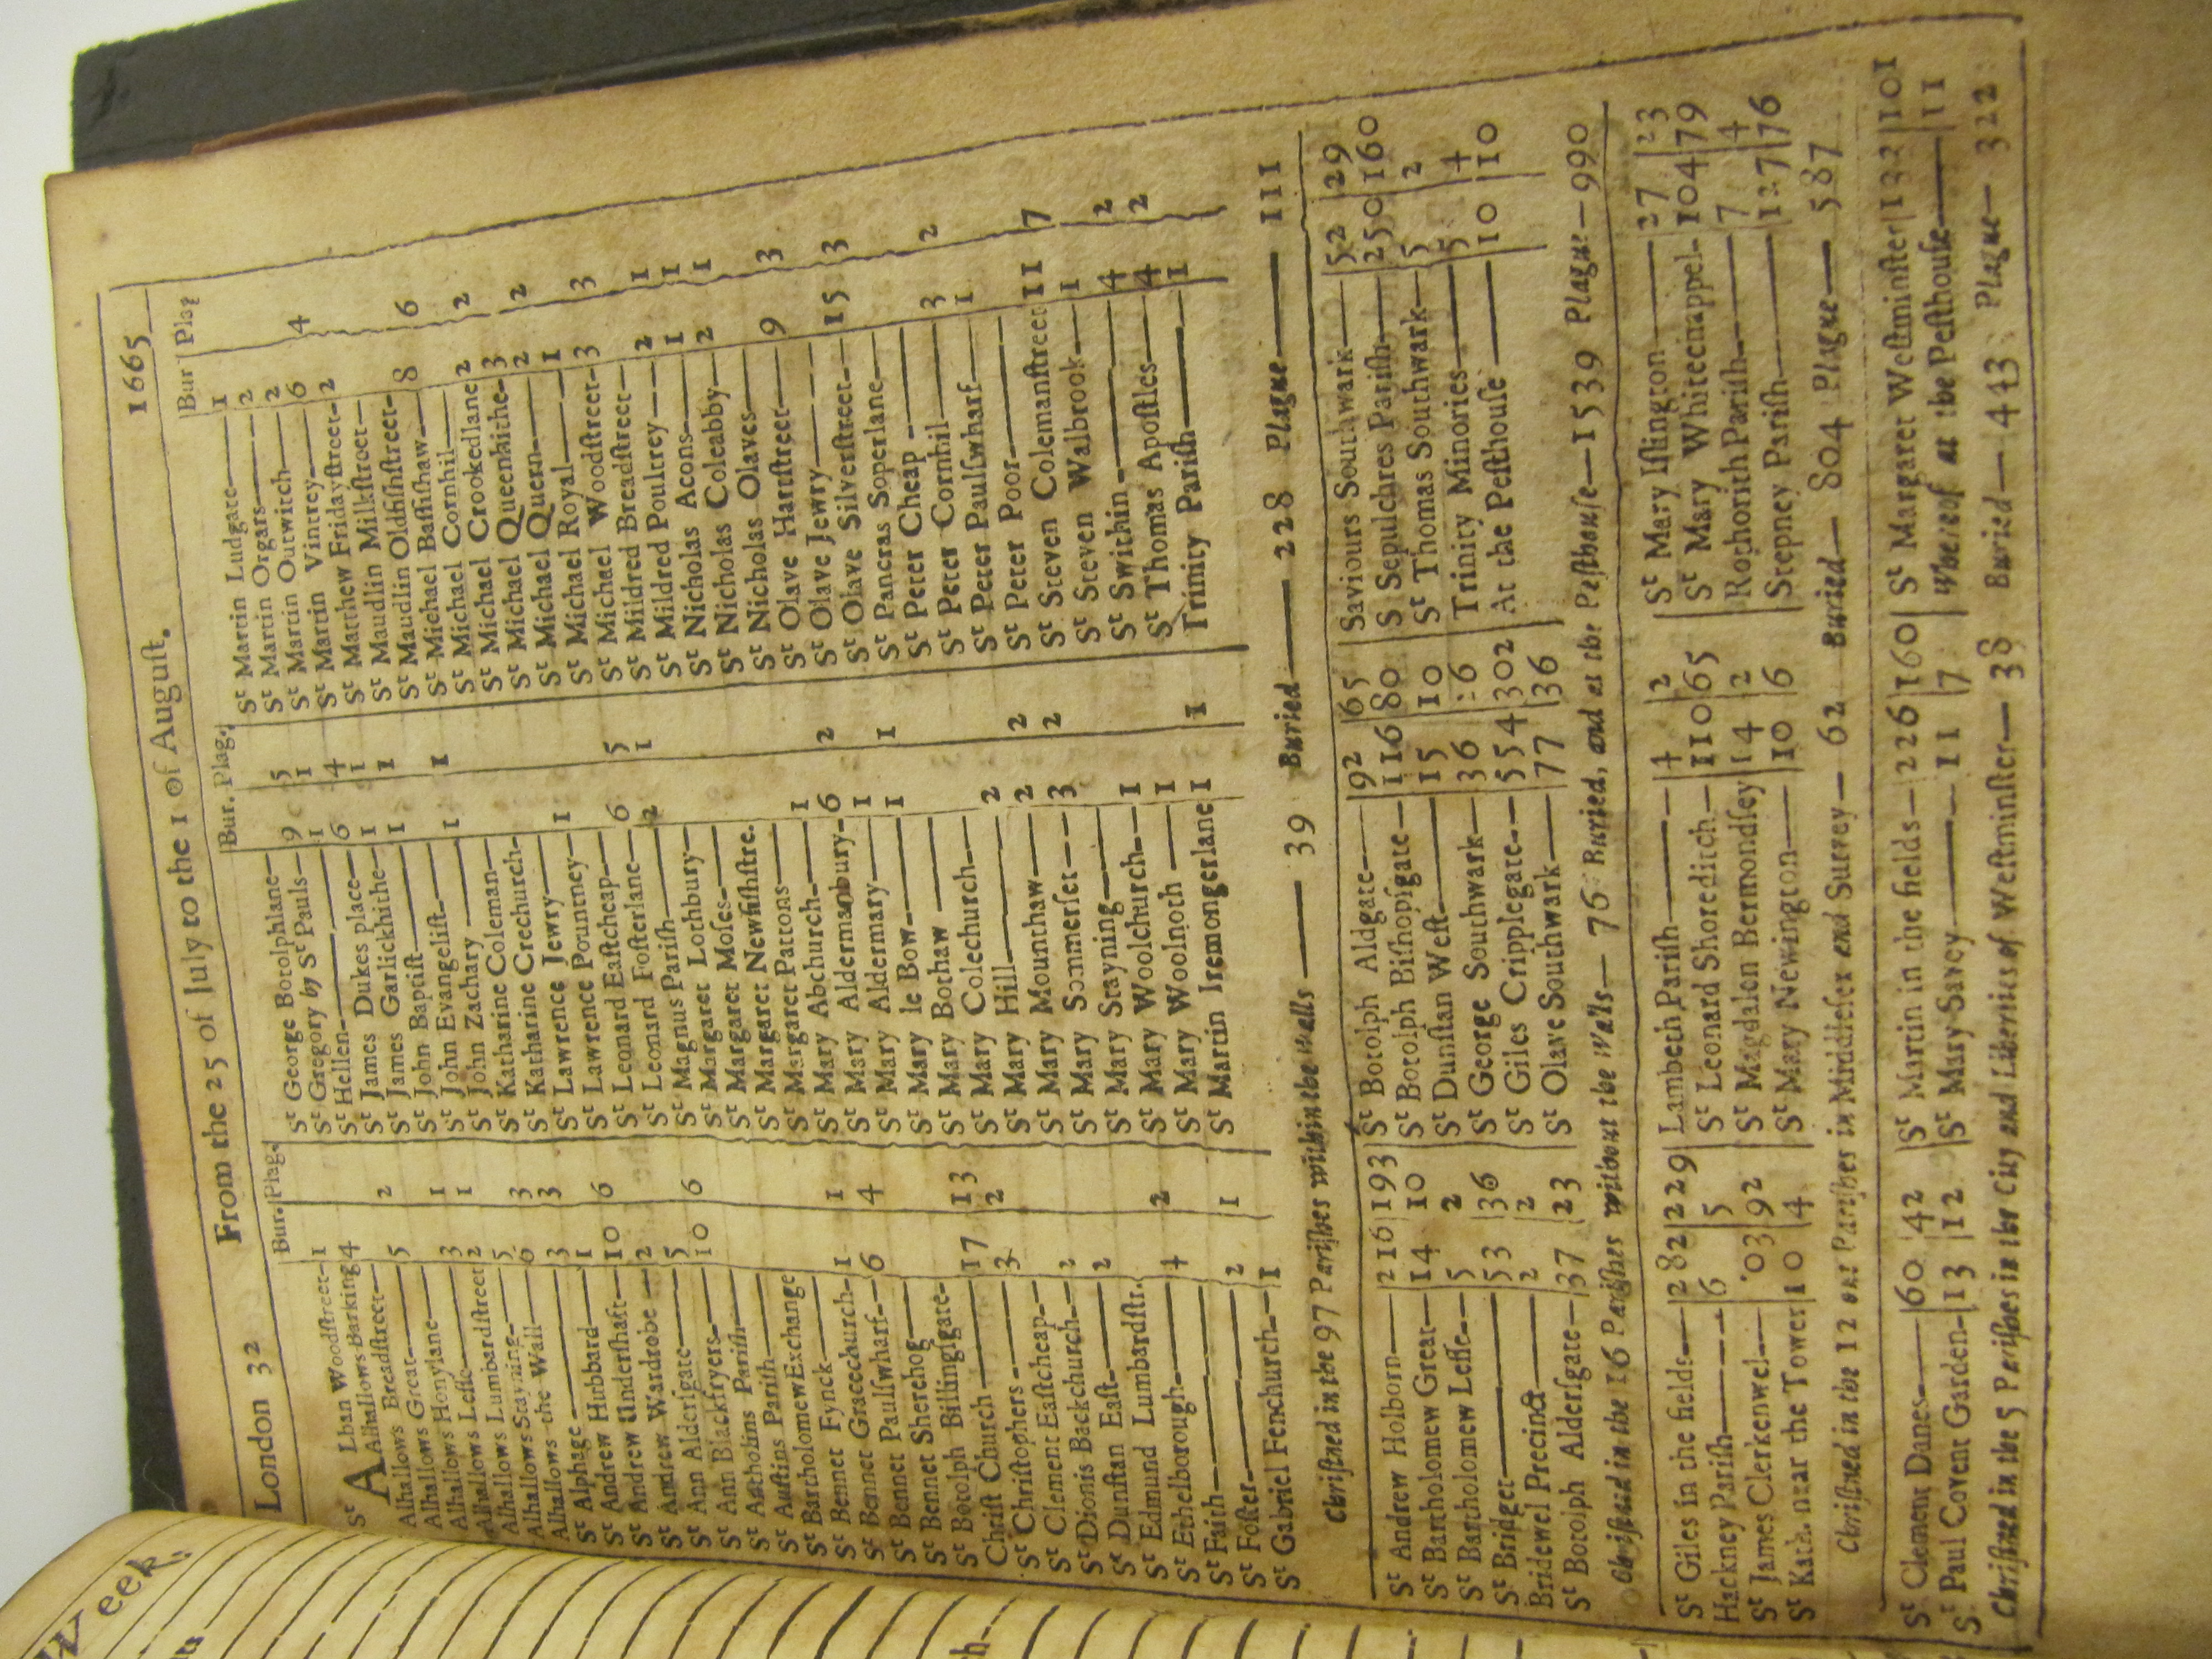 London 32 From the 25 of July to the 1 of August. 1665
Bur. Plag.
St ALban Woodstreet—1
Alhallows Barking 4
Alhallows Breadstreet—
Alhallows Great— 5 2
Alhallows Honylane—
Alhallows Lesse— 3 1
Alhallows Lumbardstreet 2 1
Alhallows Stayning— 5
Alhallows the Wall— 6 3
St Alphage— 3 3
St Andrew Hubbard— 1
St Andrew Undershaft— 10 6
St Andrew Wardrobe— 2
St Ann Aldersgate— 5
St Ann Blackfryers— 10 6
St Antholins Parish—
St Austins Parish—
St Bartholomew Exchange
St Bennet Fynck—
St Bennet Gracechurch— 1 1
St Bennet Paulswharf— 6 4
St Bennet Sherehog—
St Botolph Billingsgate-
Christ Church— 17 13
St Christophers— 3 2
St Clement Eastcheap—
St Dionis Backchurch— 2
St Dunstan East— 2
St Edmund Lumbardstr.
St Ethelborough— 4 2
St Faith—
St Foster— 2 1
St Gabriel Fenchurch— 1
Bur. Plag.
St George Botolphlane—
St Gregory by St Pauls— 9 5
St Hellen— 1 1
St James Dukes place— 6 4
St James Garlickhithe— 1 1
St John Baptist— 1 1
St John Evangelist—
St John Zachary— 1 1
St Katharine Coleman—
St Katharine Crechurch-
St Lawrence Jewry—
St Lawrence Pountney— 1
St Leonard Eastcheap—
St Leonard Fosterlane— 6 5
St Magnus Parish— 2 1
St Margaret Lothbury—
St Margaret Moses—
St Margaret Newfishstre.
St Margaret Pattons—
St Mary Abchurch— 1
St Mary Aldermanbury- 6 2
St Mary Aldermary— 1
St Mary le Bow— 1 1
St Mary Bothaw—
St Mary Colechurch—
St Mary Hill— 2
St Mary Mounthaw— 2 2
St Mary Sommerset— 3 2
St Mary Stayning—
St Mary Woolchurch— 1
St Mary Woolnoth— 1
St Martin Iremongerlane 1 1
Bur Plag
St Martin Ludgate— 1
St Martin Orgars— 2
St Martin Outwitch— 2
St Martin Vintrey— 6 4
St Matthew Fridaystreet- 2
St Maudlin Milkstreet—
St Maudlin Oldfishstreet-
St Michael Bassishaw— 8 6
St Michael Cornhil—
St Michael Crookedlane 2 2
St Michael Queenhithe- 3
St Michael Quern— 2 2
St Michael Royal— 1
St Michael Woodstreet- 3 3
St Mildred Breadstreet—
St Mildred Poultrey— 2 1
St Nicholas Acons— 1 1
St Nicholas Coleabby— 2 1
St Nicholas Olaves—
St Olave Hartstreet— 9 3
St Olave Jewry—
St Olave Silverstreet— 15 3
St Pancras Soperlane—
St Peter Cheap—
St Peter Cornhil— 3 2
St Peter Paulswharf— 1
St Peter Poor—
St Steven Colemanstreet 11 7
St Steven Walbrook— 1
St Swithin— 4 2
St Thomas Apostles— 4 2
Trinity Parish— 1
Christned in the 97 Parishes within the walls— 39 Buried— 228 Plague— 111
St Andrew Holborn— 216 193
St Bartholomew Great— 14 10
St Bartholomew Lesse— 5 2
St Bridget— 53 36
Bridewel Precinct— 2 2
St Botolph Aldersgate— 37 23
St Botolph Aldgate— 92 65
St Botolph Bishopsgate— 116 80
St Dunstan West— 15 10
St George Southwark— 36 :6
St Giles Cripplegate— 554 302
St Olave Southwark— 77 36
Saviours Southwark— 52 29
S Sepulchres Parish— 250 160
St Thomas Southwark— 5 2
Trinity Minories— 5 4
At the Pesthouse— 10 10
Christned in the 16 Parishes without the Walls— 76 Buried, and at the Pesthouse— 1539 Plague— 990
St Giles in the fields— 282 229
Hackney Parish— 6 5
St James Clerkenwel— 03 92
St Kath. near the Tower 10 4
Lambeth Parish— 4 2
St Leonard Shoreditch— 110 65
St Magdalen Bermondsey 14 2
St Mary Newington— 10 6
St Mary Islington— 27 23
St Mary Whitechappel- 104 79
Rothorith Parish— 7 4
Stepney Parish— 127 76
Christned in the 12 out Parishes in Middlesex and Surrey— 62 Buried— 804 Plague— 587
St Clement Danes— 60 42
St Paul Covent Garden- 13 12
St Martin in the fields— 226 160
St Mary Savoy— 11 7
St Margaret Westminster 132 101
Whereof at the Pesthouse— 11
Christned in the 5 Parishes in the City and Liberties of Westminster— 38 Buried— 443 Plague— 322
Week.